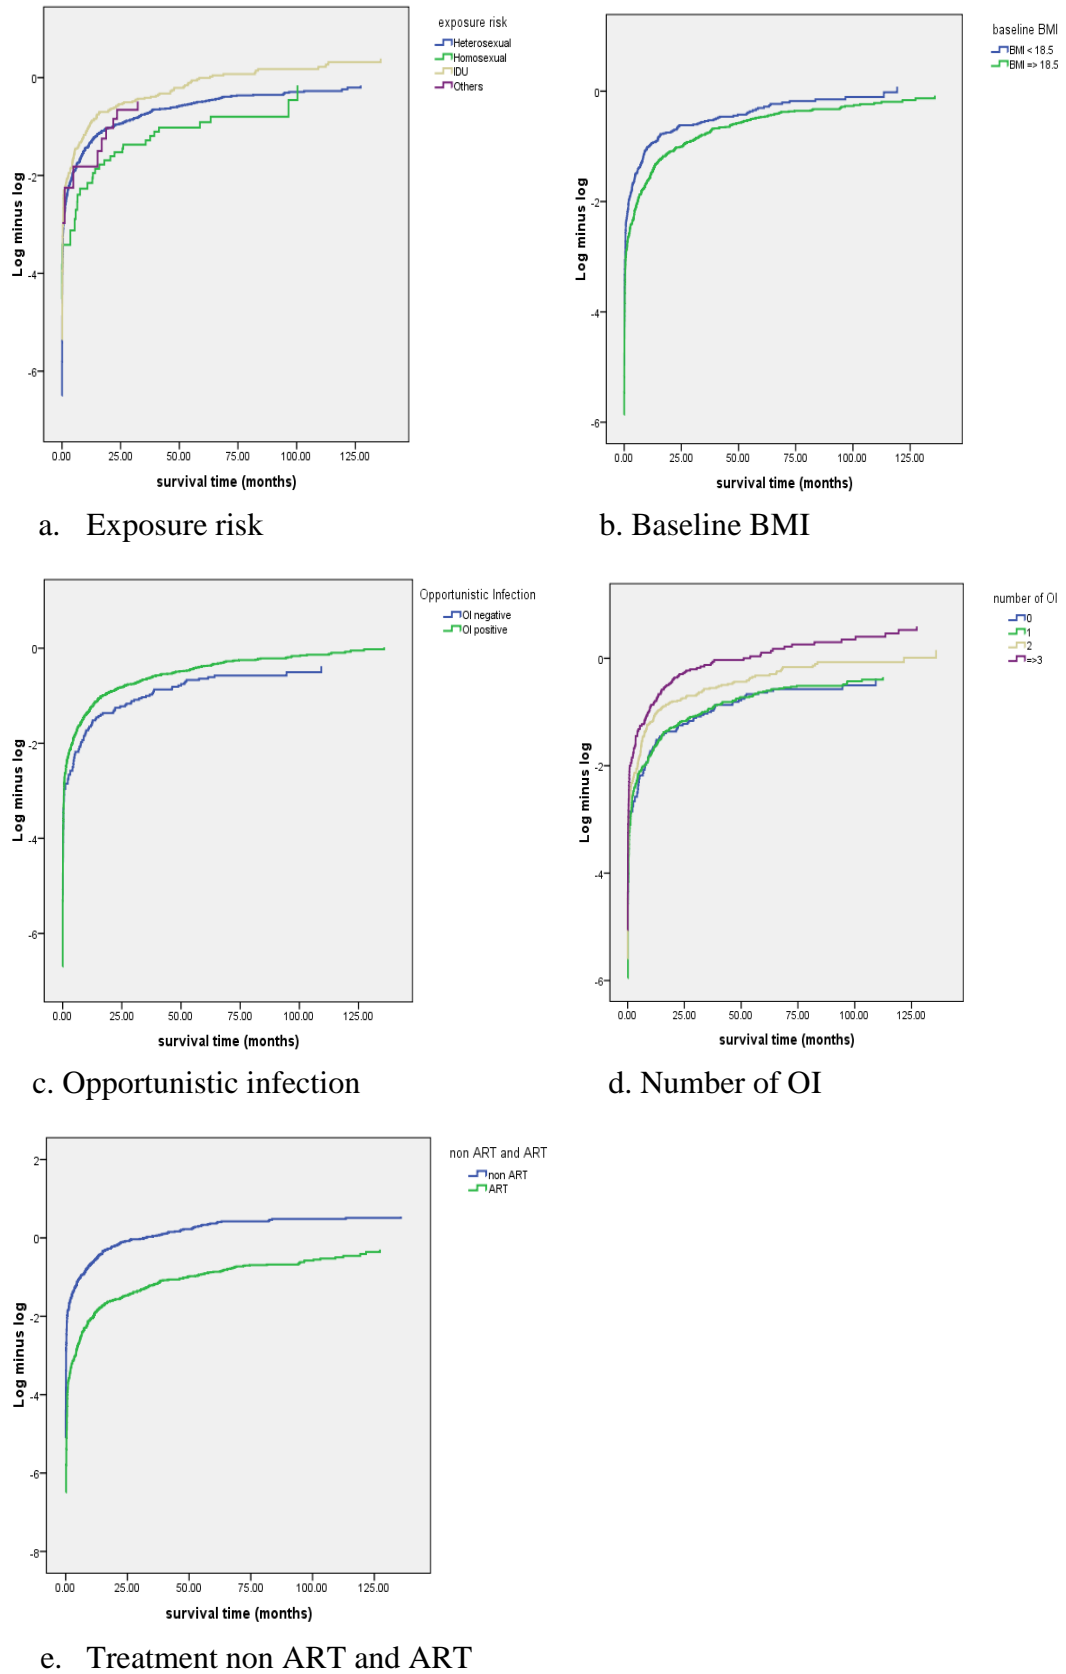 exposure risk
Heterosexual
Homosexual
IDU
Others
0
-2
-4
-6
Log minus log
0.00 25.00 50.00 75.00 100.00 125.00
survival time (months)
a. Exposure risk
baseline BMI
BMI < 18.5
BMI => 18.5
0
-2
-4
-6
Log minus log
0.00 25.00 50.00 75.00 100.00 125.00
survival time (months)
b. Baseline BMI
Opportunistic Infection
OI negative
OI positive
0
-2
-4
-6
Log minus log
0.00 25.00 50.00 75.00 100.00 125.00
survival time (months)
c. Opportunistic infection
number of OI
0
1
2
=>3
0
-2
-4
-6
Log minus log
0.00 25.00 50.00 75.00 100.00 125.00
survival time (months)
d. Number of OI
non ART and ART
non ART
ART
2
0
-2
-4
-6
-8
Log minus log
0.00 25.00 50.00 75.00 100.00 125.00
survival time (months)
e. Treatment non ART and ART